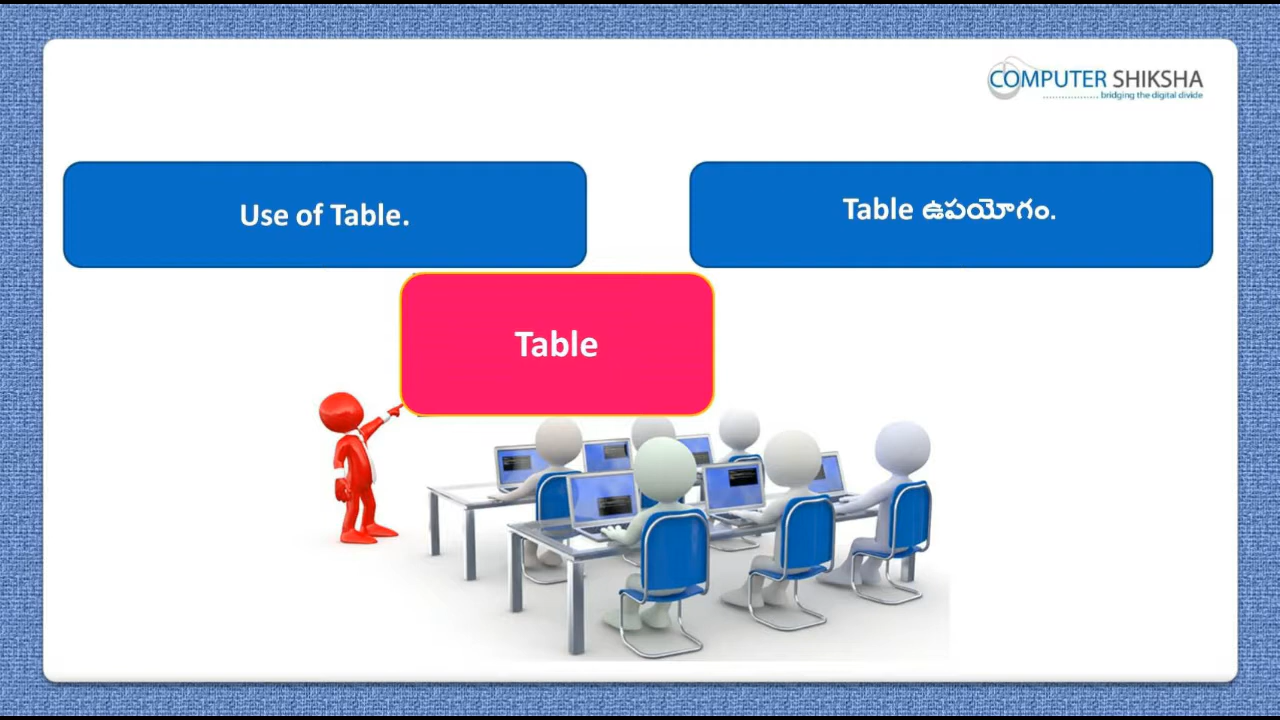 COMPUTER SHIKSHA
bridging the digital divide
Use of Table.
Table ఉపయోగం.
Table